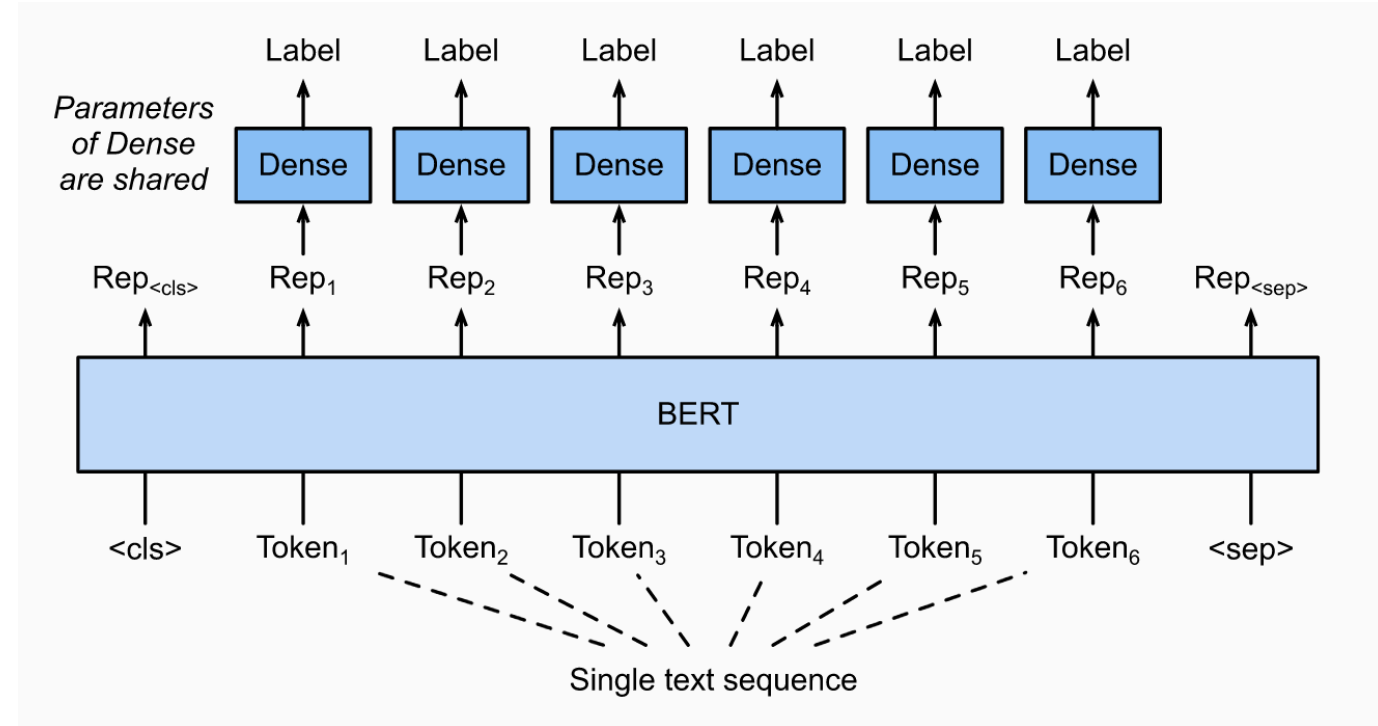 Label Label Label Label Label Label
Parameters
of Dense
are shared
Dense Dense Dense Dense Dense Dense
Rep<cls> Rep1 Rep2 Rep3 Rep4 Rep5 Rep6 Rep<sep>
BERT
<cls> Token1 Token2 Token3 Token4 Token5 Token6 <sep>
Single text sequence